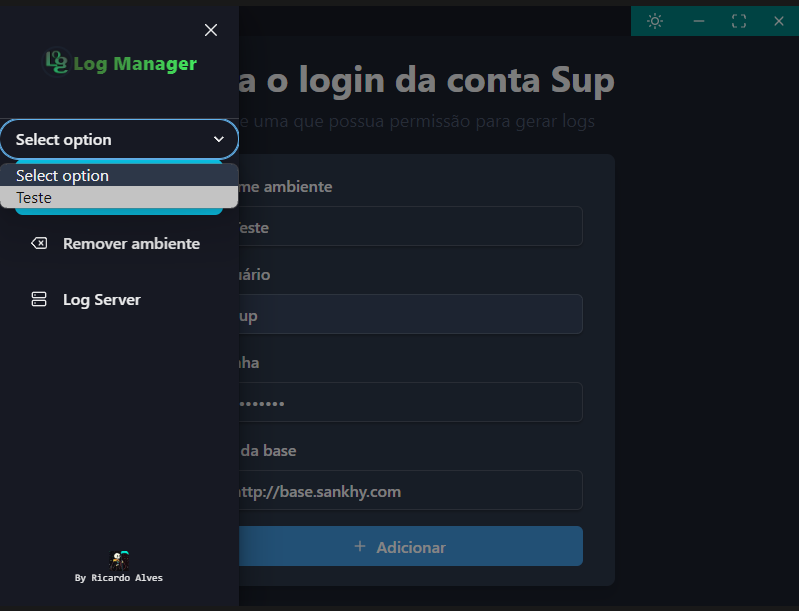 Log Manager
Select option
Select option
Teste
Remover ambiente
Log Server
By Ricardo Alves
a o login da conta Sup
e uma que possua permissão para gerar logs
me ambiente
Teste
uário
up
nha
••••••••
da base
http://base.sankhy.com
+ Adicionar